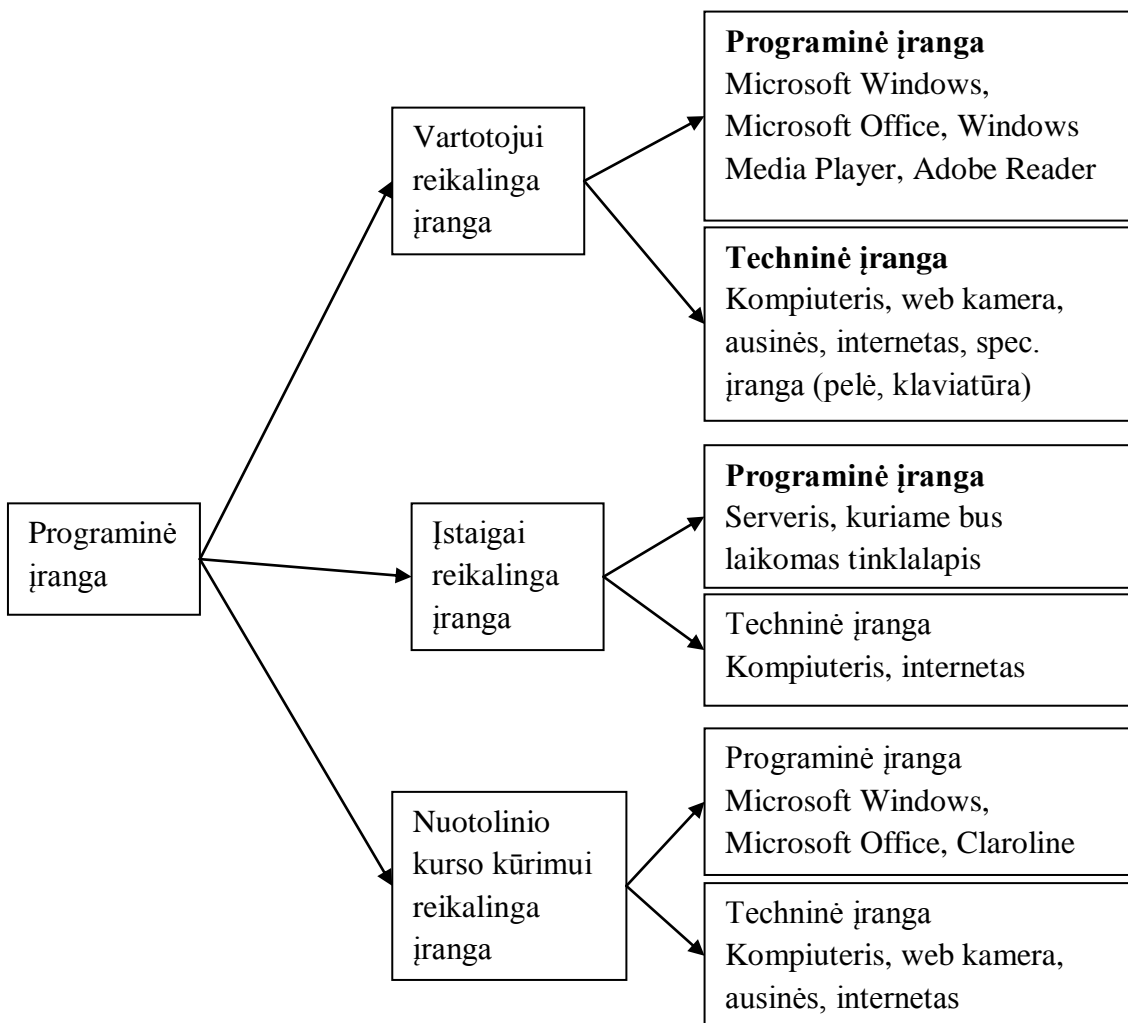 Programinė
įranga
Vartotojui
reikalinga
įranga
Programinė įranga
Microsoft Windows,
Microsoft Office, Windows
Media Player, Adobe Reader
Techninė įranga
Kompiuteris, web kamera,
ausinės, internetas, spec.
įranga (pelė, klaviatūra)
Įstaigai
reikalinga
įranga
Programinė įranga
Serveris, kuriame bus
laikomas tinklalapis
Techninė įranga
Kompiuteris, internetas
Nuotolinio
kurso kūrimui
reikalinga
įranga
Programinė įranga
Microsoft Windows,
Microsoft Office, Claroline
Techninė įranga
Kompiuteris, web kamera,
ausinės, internetas